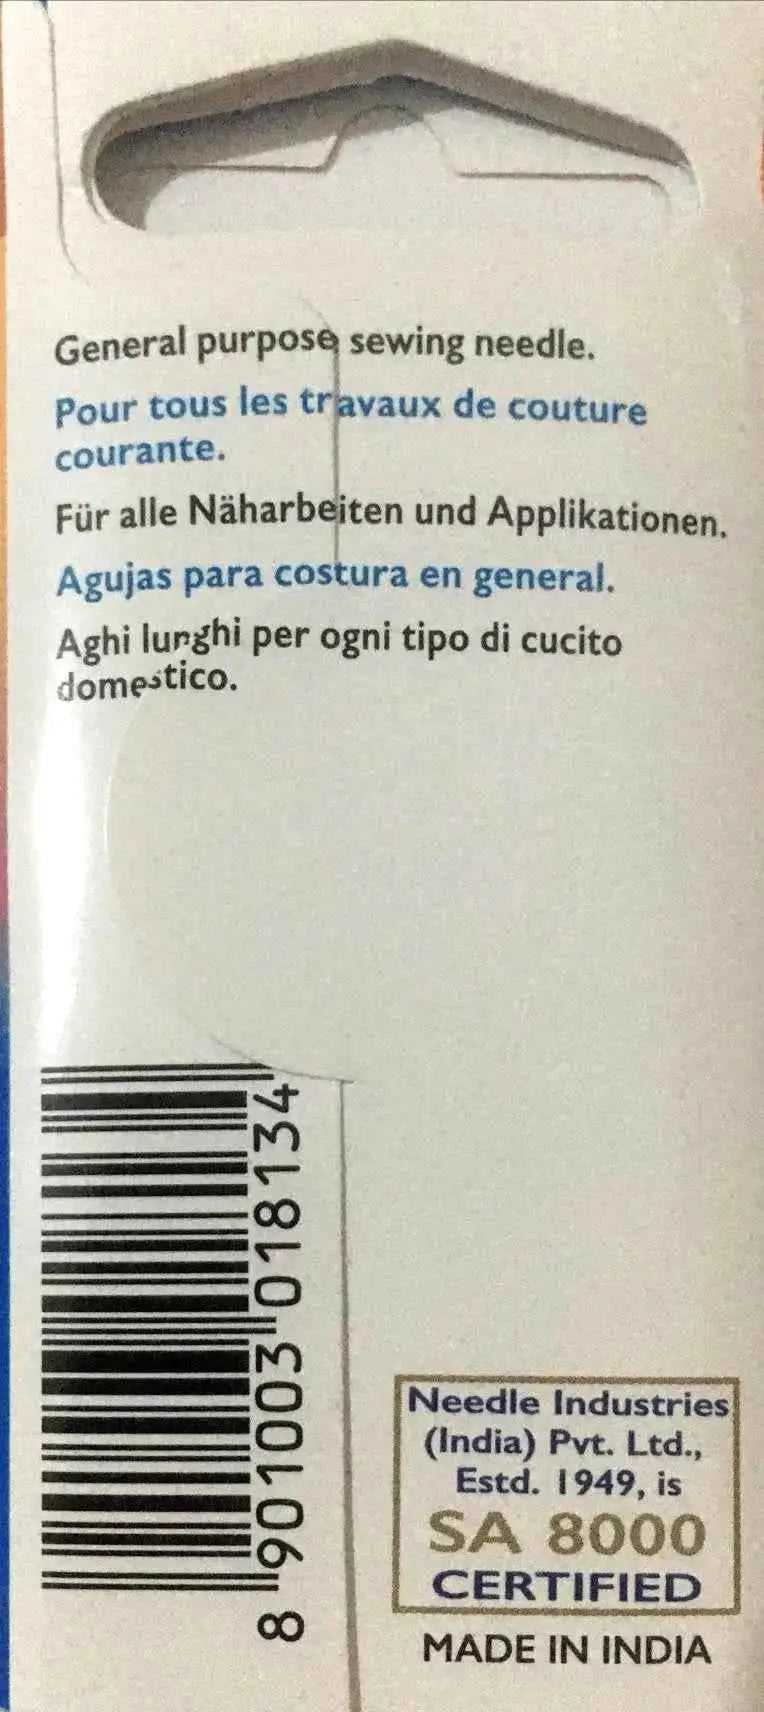 General purpose sewing needle.
Pour tous les travaux de couture
courante.
Für alle Näharbeiten und Applikationen.
Agujas para costura en general.
Aghi lunghi per ogni tipo di cucito
domestico.
8 901003 018134
Needle Industries
(India) Pvt. Ltd.,
Estd. 1949, is
SA 8000
CERTIFIED
MADE IN INDIA